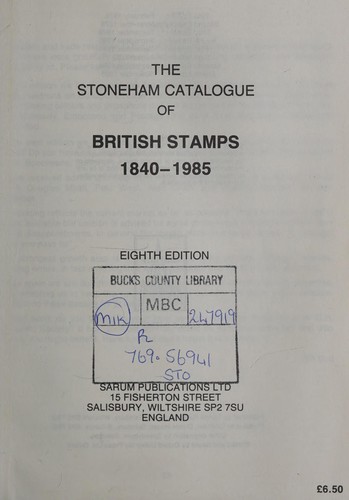 THE
STONEHAM CATALOGUE
OF
BRITISH STAMPS
1840–1985
EIGHTH EDITION
BUCKS COUNTY LIBRARY
MIK MBC 247919
R
769.56941
STO
SARUM PUBLICATIONS LTD
15 FISHERTON STREET
SALISBURY, WILTSHIRE SP2 7SU
ENGLAND
£6.50